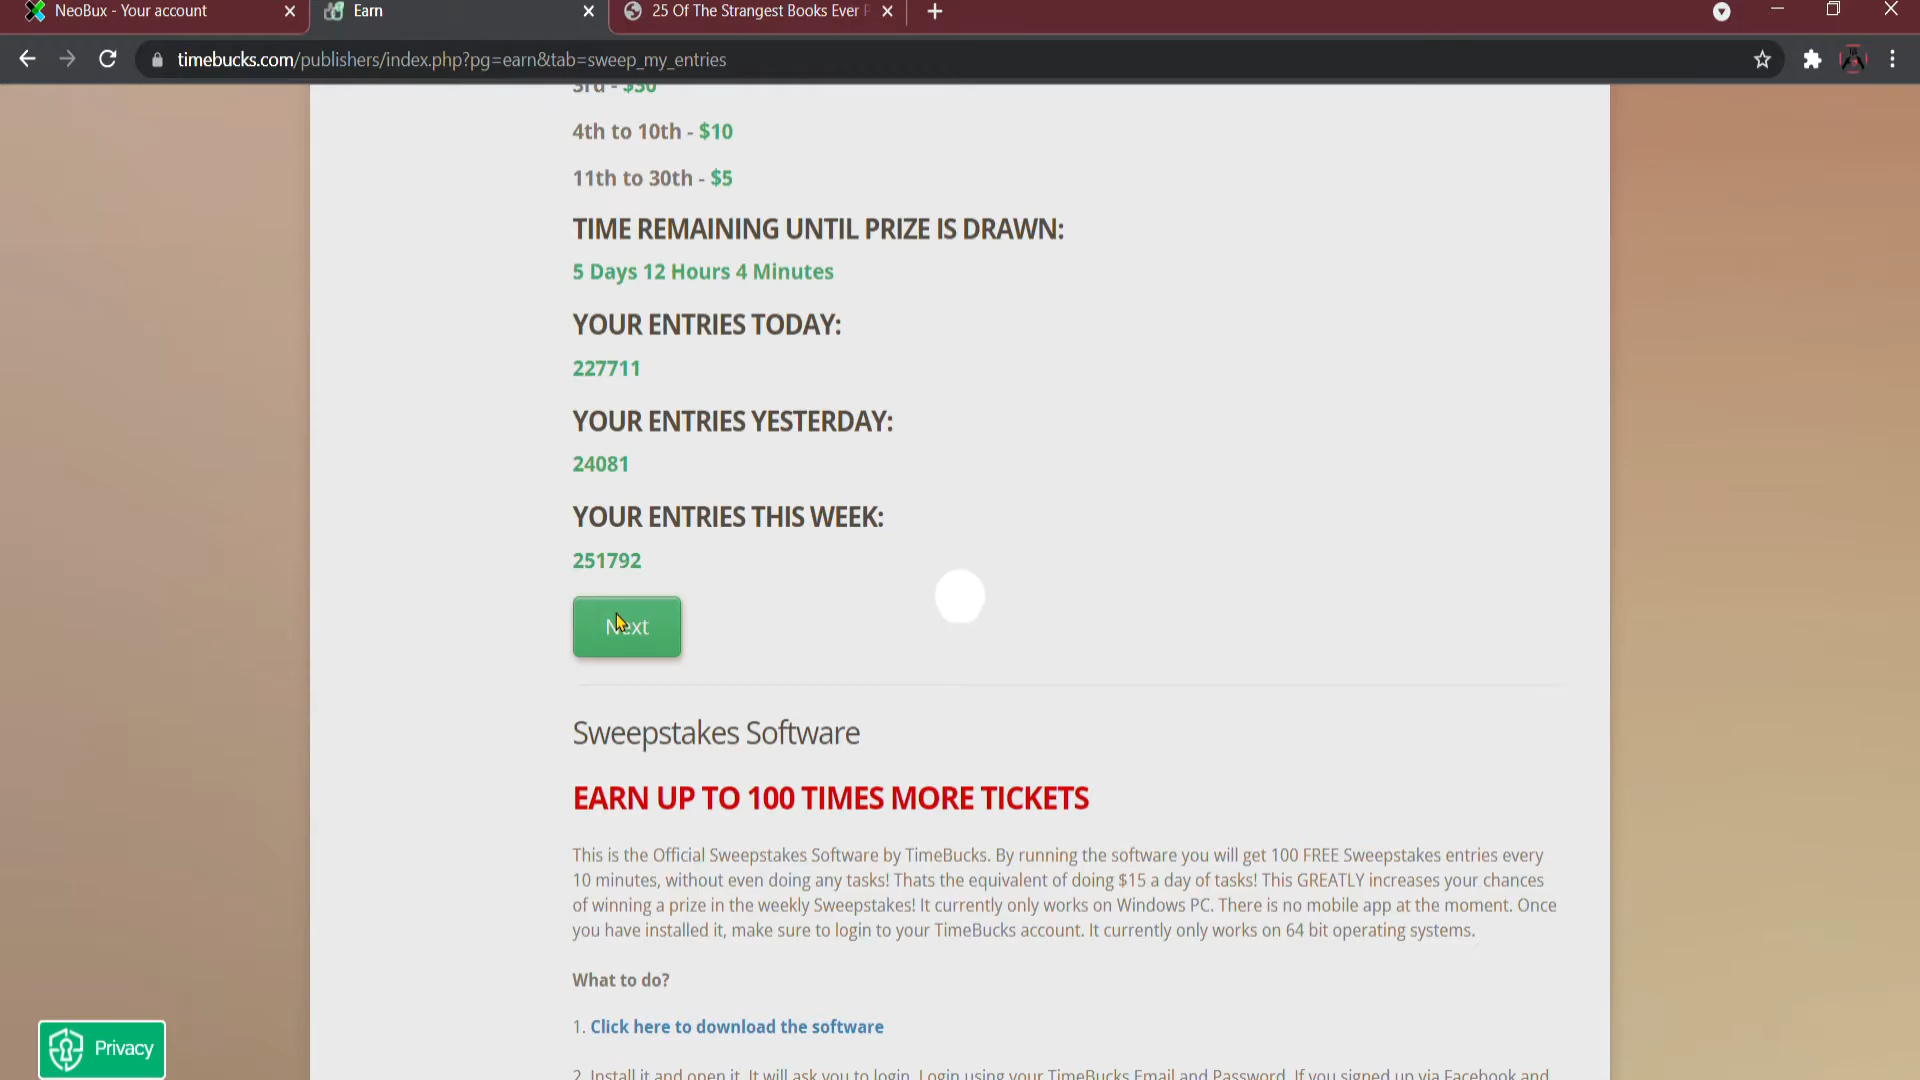 NeoBux - Your account
Earn
25 Of The Strangest Books Ever
timebucks.com/publishers/index.php?pg=earn&tab=sweep_my_entries
3rd - $30
4th to 10th - $10
11th to 30th - $5
TIME REMAINING UNTIL PRIZE IS DRAWN:
5 Days 12 Hours 4 Minutes
YOUR ENTRIES TODAY:
227711
YOUR ENTRIES YESTERDAY:
24081
YOUR ENTRIES THIS WEEK:
251792
Next
Sweepstakes Software
EARN UP TO 100 TIMES MORE TICKETS
This is the Official Sweepstakes Software by TimeBucks. By running the software you will get 100 FREE Sweepstakes entries every
10 minutes, without even doing any tasks! Thats the equivalent of doing $15 a day of tasks! This GREATLY increases your chances
of winning a prize in the weekly Sweepstakes! It currently only works on Windows PC. There is no mobile app at the moment. Once
you have installed it, make sure to login to your TimeBucks account. It currently only works on 64 bit operating systems.
What to do?
1. Click here to download the software
2. Install it and open it. It will ask you to login. Login using your TimeBucks Email and Password. If you signed up via Facebook and
Privacy